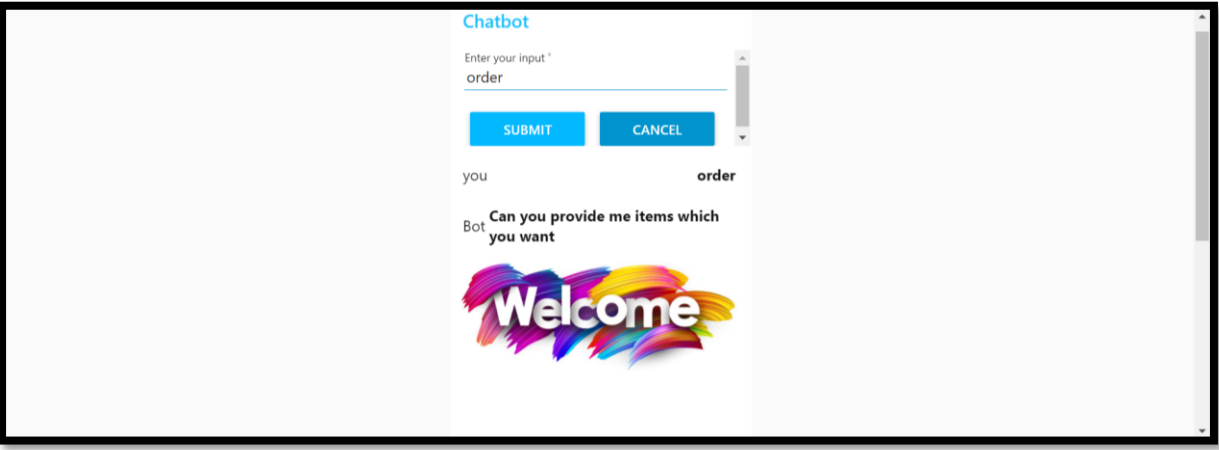 Chatbot
Enter your input *
order
SUBMIT CANCEL
you order
Bot Can you provide me items which
you want
Welcome